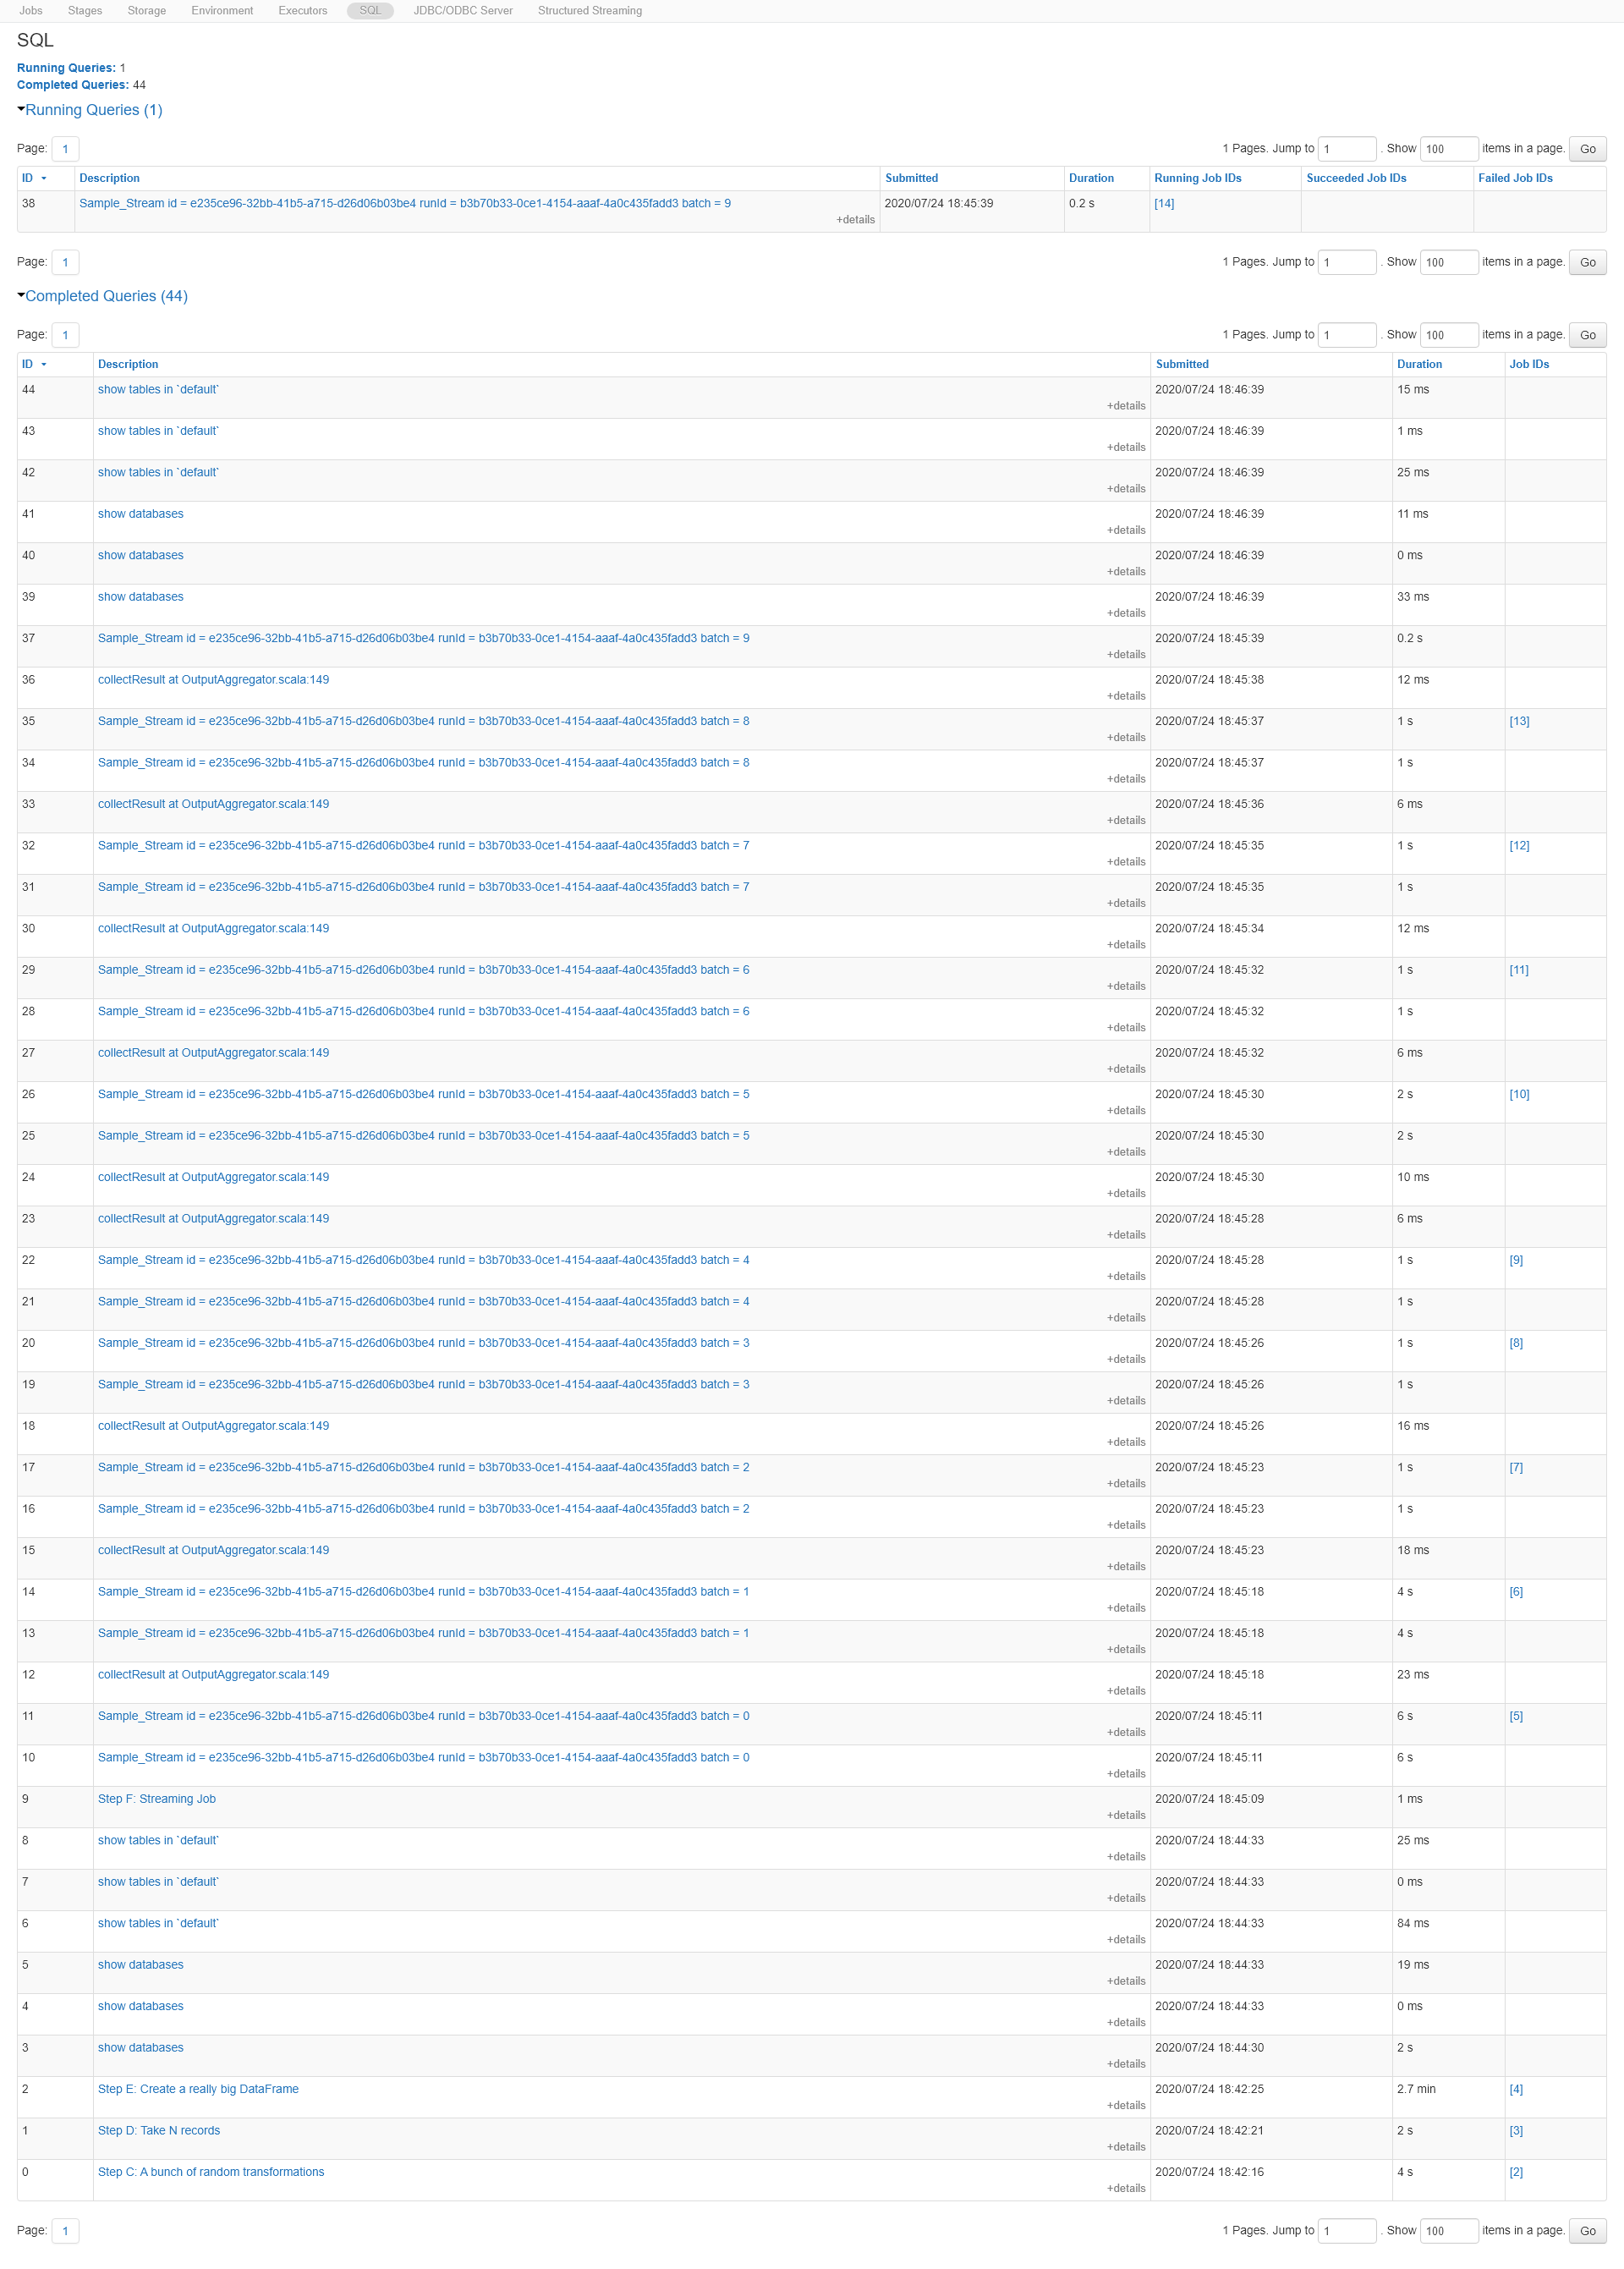 Jobs Stages Storage Environment Executors SQL JDBC/ODBC Server Structured Streaming
SQL
Running Queries: 1
Completed Queries: 44
Running Queries (1)
Page: 1 1 Pages. Jump to 1 . Show 100 items in a page. Go
ID Description Submitted Duration Running Job IDs Succeeded Job IDs Failed Job IDs
38 Sample_Stream id = e235ce96-32bb-41b5-a715-d26d06b03be4 runId = b3b70b33-0ce1-4154-aaaf-4a0c435fadd3 batch = 9 2020/07/24 18:45:39 0.2 s [14]
+details
Page: 1 1 Pages. Jump to 1 . Show 100 items in a page. Go
Completed Queries (44)
Page: 1 1 Pages. Jump to 1 . Show 100 items in a page. Go
ID Description Submitted Duration Job IDs
44 show tables in `default` 2020/07/24 18:46:39 15 ms
+details
43 show tables in `default` 2020/07/24 18:46:39 1 ms
+details
42 show tables in `default` 2020/07/24 18:46:39 25 ms
+details
41 show databases 2020/07/24 18:46:39 11 ms
+details
40 show databases 2020/07/24 18:46:39 0 ms
+details
39 show databases 2020/07/24 18:46:39 33 ms
+details
37 Sample_Stream id = e235ce96-32bb-41b5-a715-d26d06b03be4 runId = b3b70b33-0ce1-4154-aaaf-4a0c435fadd3 batch = 9 2020/07/24 18:45:39 0.2 s
+details
36 collectResult at OutputAggregator.scala:149 2020/07/24 18:45:38 12 ms
+details
35 Sample_Stream id = e235ce96-32bb-41b5-a715-d26d06b03be4 runId = b3b70b33-0ce1-4154-aaaf-4a0c435fadd3 batch = 8 2020/07/24 18:45:37 1 s [13]
+details
34 Sample_Stream id = e235ce96-32bb-41b5-a715-d26d06b03be4 runId = b3b70b33-0ce1-4154-aaaf-4a0c435fadd3 batch = 8 2020/07/24 18:45:37 1 s
+details
33 collectResult at OutputAggregator.scala:149 2020/07/24 18:45:36 6 ms
+details
32 Sample_Stream id = e235ce96-32bb-41b5-a715-d26d06b03be4 runId = b3b70b33-0ce1-4154-aaaf-4a0c435fadd3 batch = 7 2020/07/24 18:45:35 1 s [12]
+details
31 Sample_Stream id = e235ce96-32bb-41b5-a715-d26d06b03be4 runId = b3b70b33-0ce1-4154-aaaf-4a0c435fadd3 batch = 7 2020/07/24 18:45:35 1 s
+details
30 collectResult at OutputAggregator.scala:149 2020/07/24 18:45:34 12 ms
+details
29 Sample_Stream id = e235ce96-32bb-41b5-a715-d26d06b03be4 runId = b3b70b33-0ce1-4154-aaaf-4a0c435fadd3 batch = 6 2020/07/24 18:45:32 1 s [11]
+details
28 Sample_Stream id = e235ce96-32bb-41b5-a715-d26d06b03be4 runId = b3b70b33-0ce1-4154-aaaf-4a0c435fadd3 batch = 6 2020/07/24 18:45:32 1 s
+details
27 collectResult at OutputAggregator.scala:149 2020/07/24 18:45:32 6 ms
+details
26 Sample_Stream id = e235ce96-32bb-41b5-a715-d26d06b03be4 runId = b3b70b33-0ce1-4154-aaaf-4a0c435fadd3 batch = 5 2020/07/24 18:45:30 2 s [10]
+details
25 Sample_Stream id = e235ce96-32bb-41b5-a715-d26d06b03be4 runId = b3b70b33-0ce1-4154-aaaf-4a0c435fadd3 batch = 5 2020/07/24 18:45:30 2 s
+details
24 collectResult at OutputAggregator.scala:149 2020/07/24 18:45:30 10 ms
+details
23 collectResult at OutputAggregator.scala:149 2020/07/24 18:45:28 6 ms
+details
22 Sample_Stream id = e235ce96-32bb-41b5-a715-d26d06b03be4 runId = b3b70b33-0ce1-4154-aaaf-4a0c435fadd3 batch = 4 2020/07/24 18:45:28 1 s [9]
+details
21 Sample_Stream id = e235ce96-32bb-41b5-a715-d26d06b03be4 runId = b3b70b33-0ce1-4154-aaaf-4a0c435fadd3 batch = 4 2020/07/24 18:45:28 1 s
+details
20 Sample_Stream id = e235ce96-32bb-41b5-a715-d26d06b03be4 runId = b3b70b33-0ce1-4154-aaaf-4a0c435fadd3 batch = 3 2020/07/24 18:45:26 1 s [8]
+details
19 Sample_Stream id = e235ce96-32bb-41b5-a715-d26d06b03be4 runId = b3b70b33-0ce1-4154-aaaf-4a0c435fadd3 batch = 3 2020/07/24 18:45:26 1 s
+details
18 collectResult at OutputAggregator.scala:149 2020/07/24 18:45:26 16 ms
+details
17 Sample_Stream id = e235ce96-32bb-41b5-a715-d26d06b03be4 runId = b3b70b33-0ce1-4154-aaaf-4a0c435fadd3 batch = 2 2020/07/24 18:45:23 1 s [7]
+details
16 Sample_Stream id = e235ce96-32bb-41b5-a715-d26d06b03be4 runId = b3b70b33-0ce1-4154-aaaf-4a0c435fadd3 batch = 2 2020/07/24 18:45:23 1 s
+details
15 collectResult at OutputAggregator.scala:149 2020/07/24 18:45:23 18 ms
+details
14 Sample_Stream id = e235ce96-32bb-41b5-a715-d26d06b03be4 runId = b3b70b33-0ce1-4154-aaaf-4a0c435fadd3 batch = 1 2020/07/24 18:45:18 4 s [6]
+details
13 Sample_Stream id = e235ce96-32bb-41b5-a715-d26d06b03be4 runId = b3b70b33-0ce1-4154-aaaf-4a0c435fadd3 batch = 1 2020/07/24 18:45:18 4 s
+details
12 collectResult at OutputAggregator.scala:149 2020/07/24 18:45:18 23 ms
+details
11 Sample_Stream id = e235ce96-32bb-41b5-a715-d26d06b03be4 runId = b3b70b33-0ce1-4154-aaaf-4a0c435fadd3 batch = 0 2020/07/24 18:45:11 6 s [5]
+details
10 Sample_Stream id = e235ce96-32bb-41b5-a715-d26d06b03be4 runId = b3b70b33-0ce1-4154-aaaf-4a0c435fadd3 batch = 0 2020/07/24 18:45:11 6 s
+details
9 Step F: Streaming Job 2020/07/24 18:45:09 1 ms
+details
8 show tables in `default` 2020/07/24 18:44:33 25 ms
+details
7 show tables in `default` 2020/07/24 18:44:33 0 ms
+details
6 show tables in `default` 2020/07/24 18:44:33 84 ms
+details
5 show databases 2020/07/24 18:44:33 19 ms
+details
4 show databases 2020/07/24 18:44:33 0 ms
+details
3 show databases 2020/07/24 18:44:30 2 s
+details
2 Step E: Create a really big DataFrame 2020/07/24 18:42:25 2.7 min [4]
+details
1 Step D: Take N records 2020/07/24 18:42:21 2 s [3]
+details
0 Step C: A bunch of random transformations 2020/07/24 18:42:16 4 s [2]
+details
Page: 1 1 Pages. Jump to 1 . Show 100 items in a page. Go